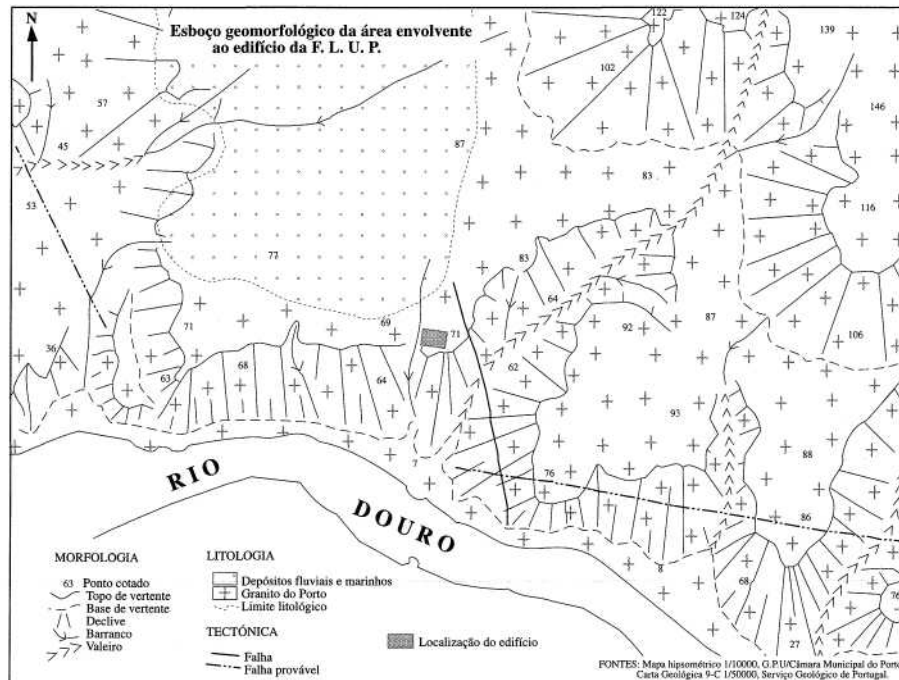 Esboço geomorfológico da área envolvente
ao edifício da F. L. U. P.
N
122
124
139
102
57
146
87
45
83
53
116
77
83
64
69
71
92
87
71
36
106
68
63
64
62
93
7
76
88
86
8
68
76
27
RIO
DOURO
MORFOLOGIA
63 Ponto cotado
Topo de vertente
Base de vertente
Declive
Barranco
Valeiro
LITOLOGIA
Depósitos fluviais e marinhos
Granito do Porto
Limite litológico
TECTÓNICA
Falha
Falha provável
Localização do edifício
FONTES: Mapa hipsométrico 1/10000, G.P.U/Câmara Municipal do Porto
Carta Geológica 9-C 1/50000, Serviço Geológico de Portugal.